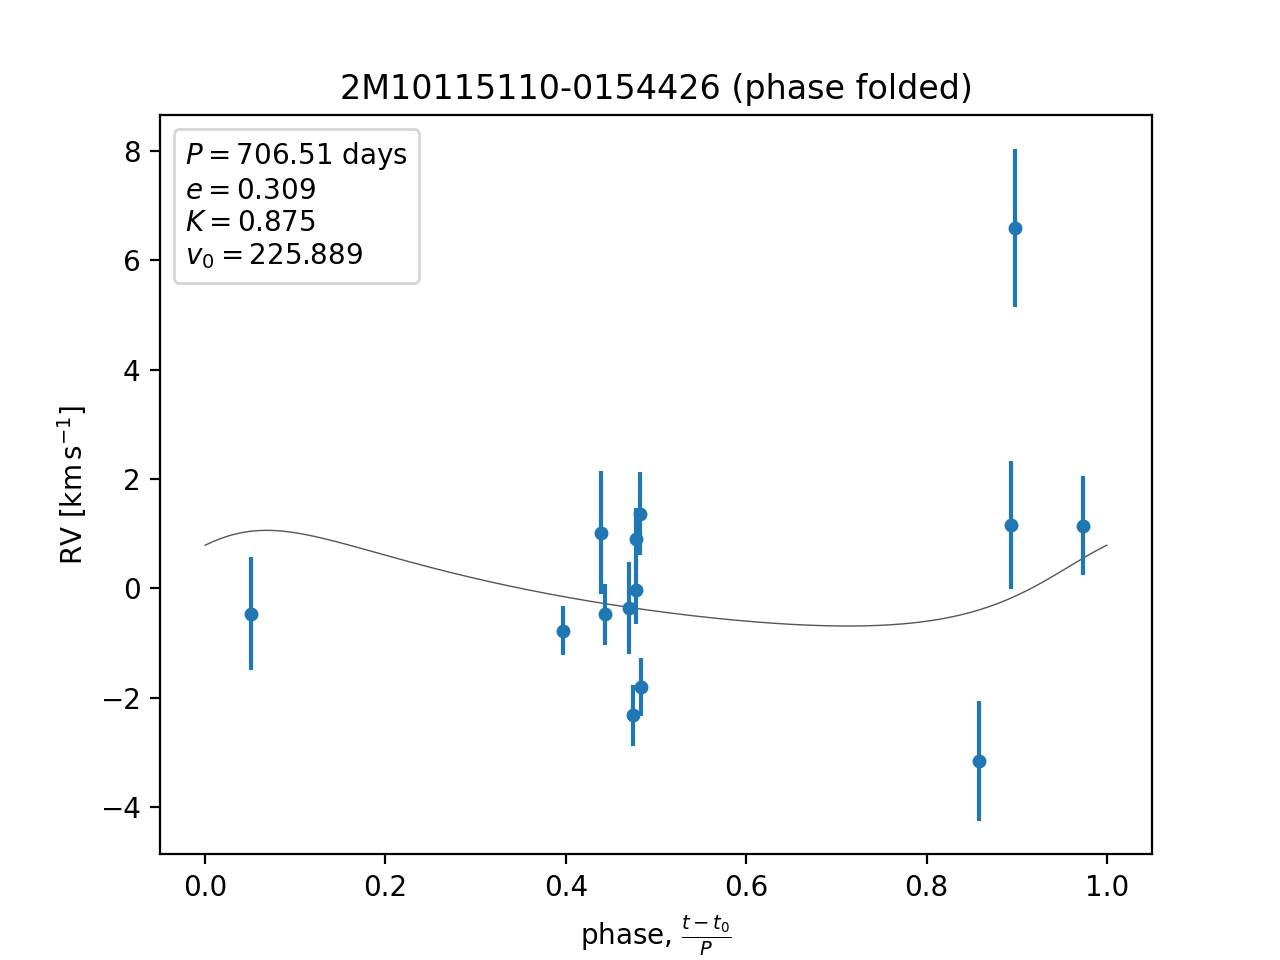 2M10115110-0154426 (phase folded)
P = 706.51 days
e = 0.309
K = 0.875
v₀ = 225.889
8
6
4
2
0
−2
−4
RV [km s⁻¹]
0.0 0.2 0.4 0.6 0.8 1.0
phase, (t − t₀)/P